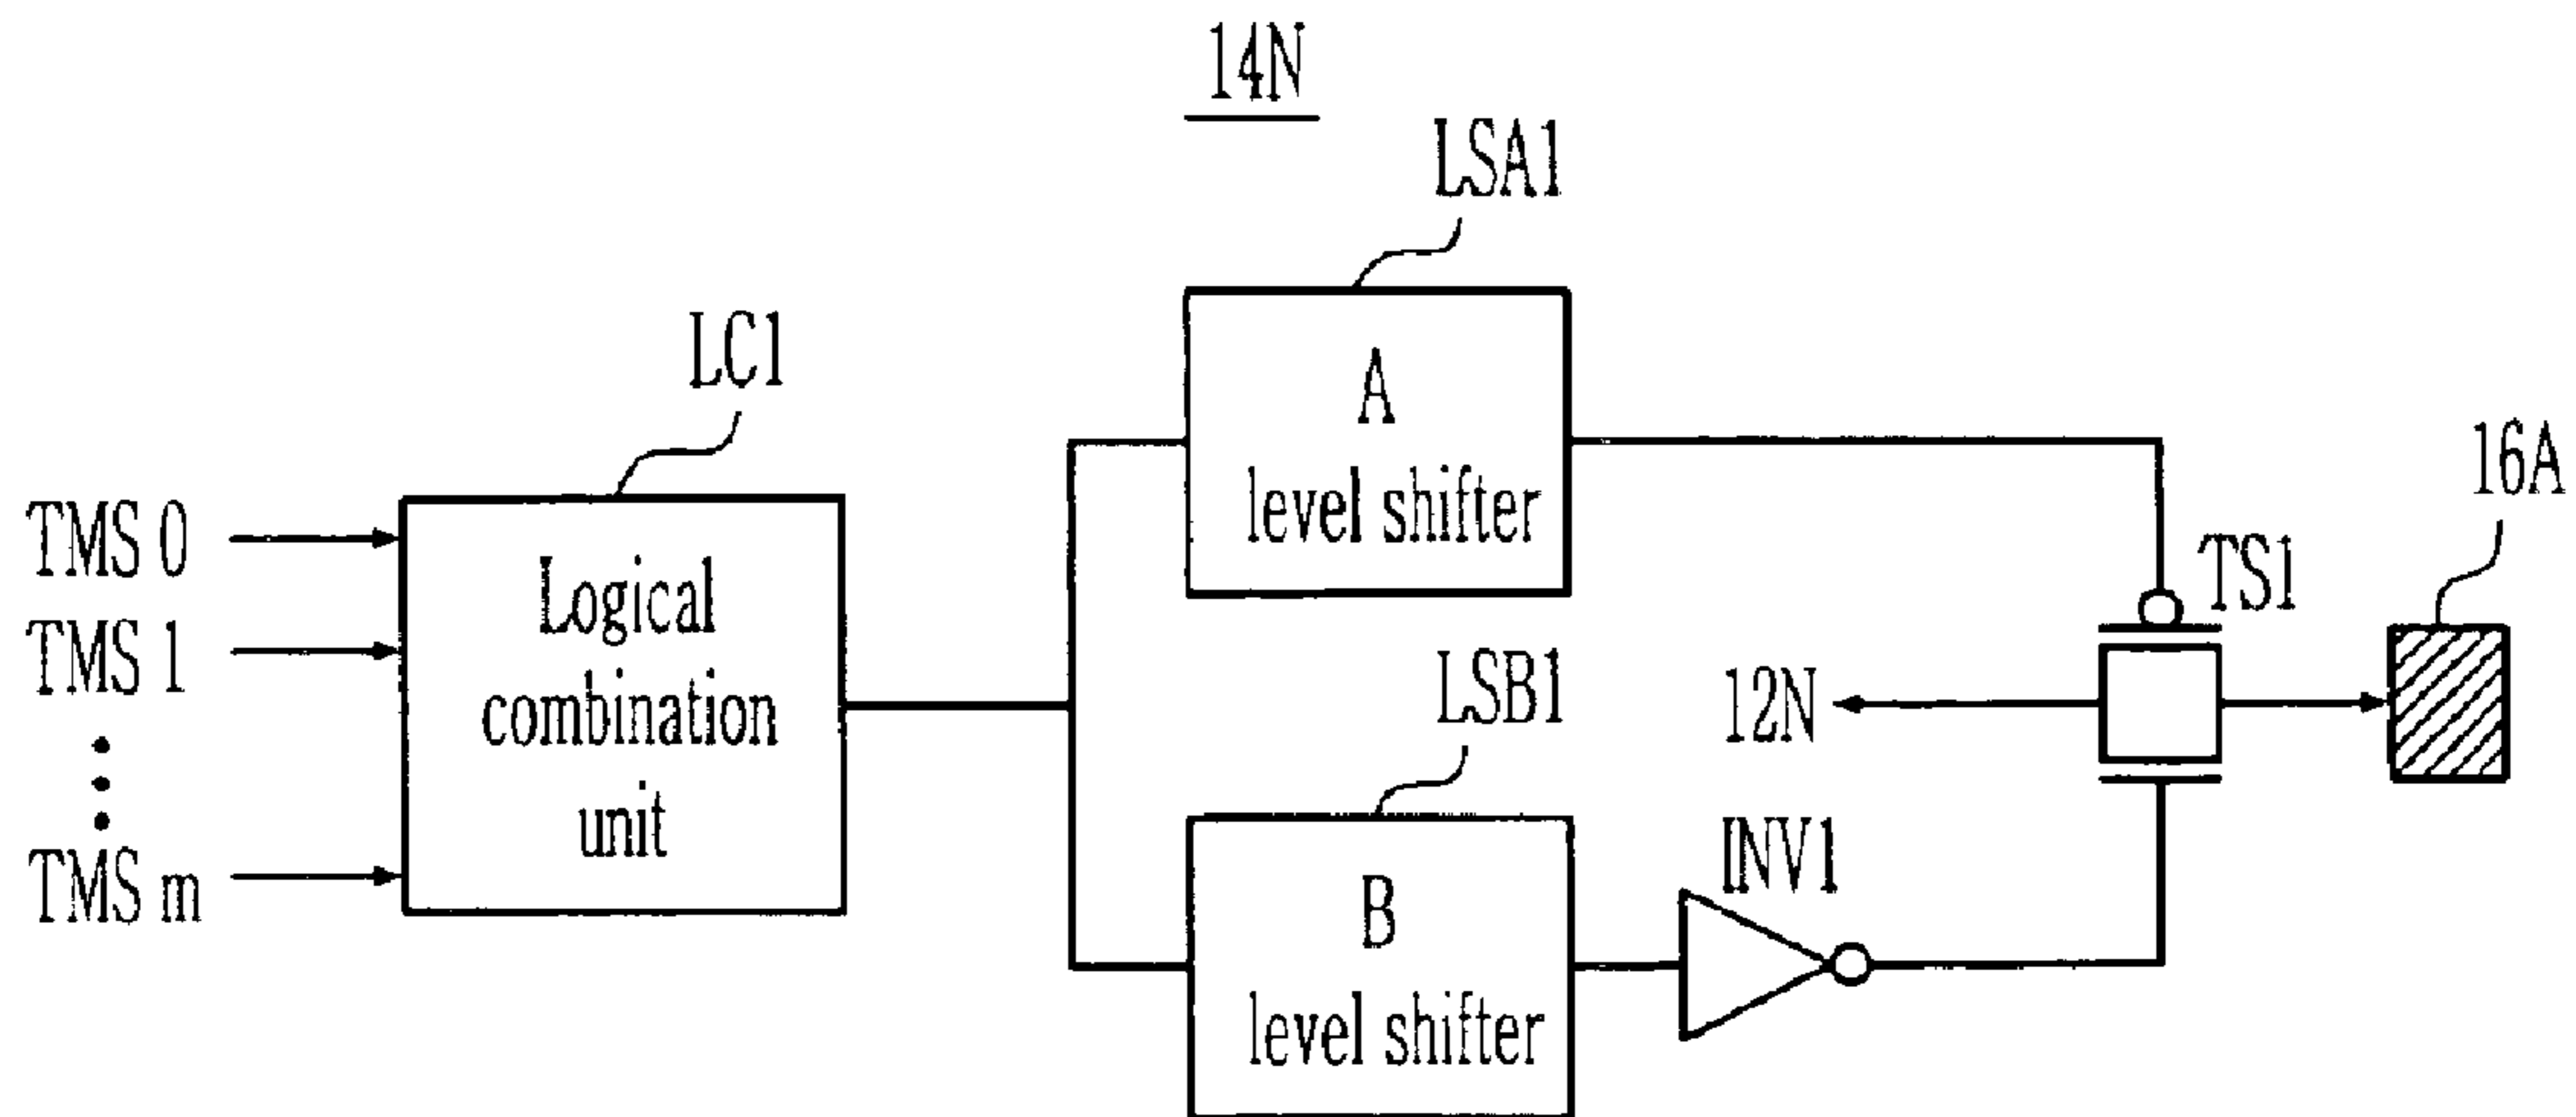 14N
LSA1
LC1
A
level shifter
16A
TMS 0
TMS 1
TMS m
Logical
combination
unit
TS1
12N
LSB1
INV1
B
level shifter